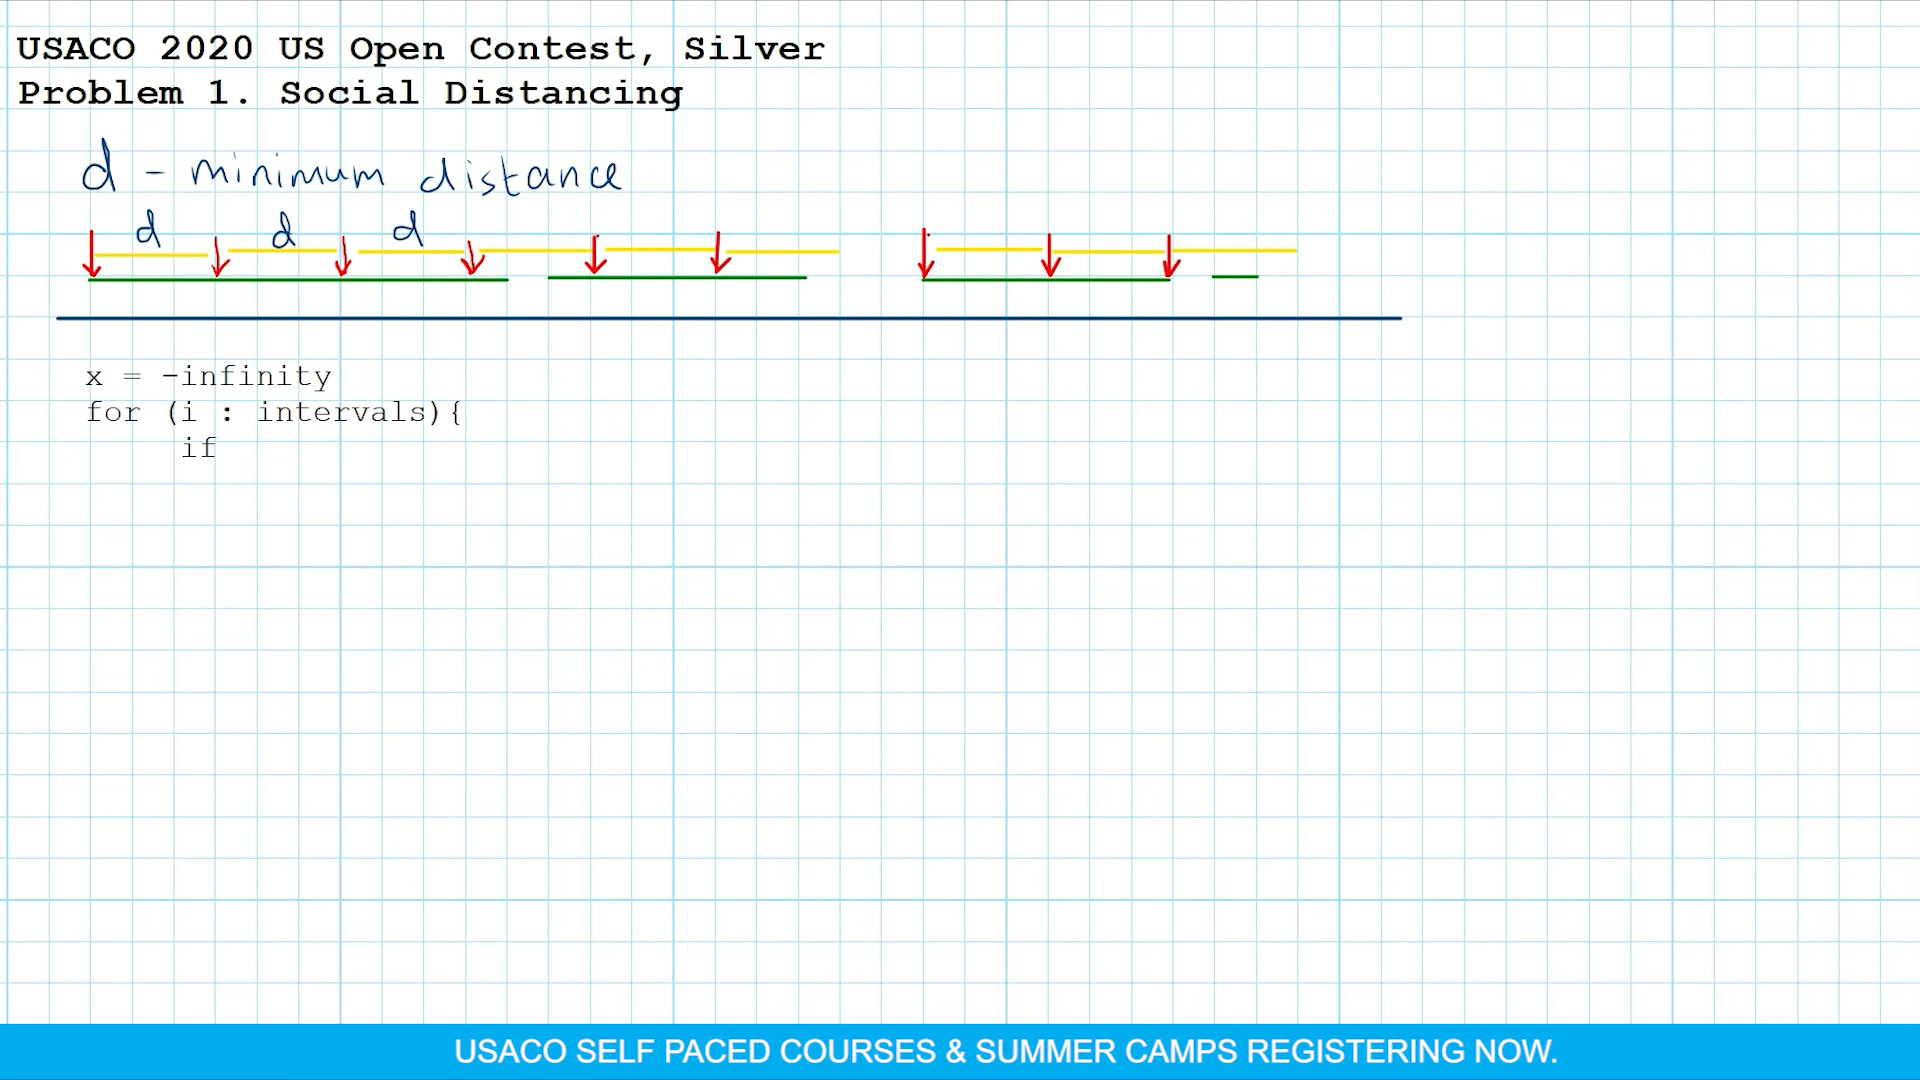 USACO 2020 US Open Contest, Silver
Problem 1. Social Distancing
d - minimum distance
d d d
x = -infinity
for (i : intervals){
if
USACO SELF PACED COURSES & SUMMER CAMPS REGISTERING NOW.